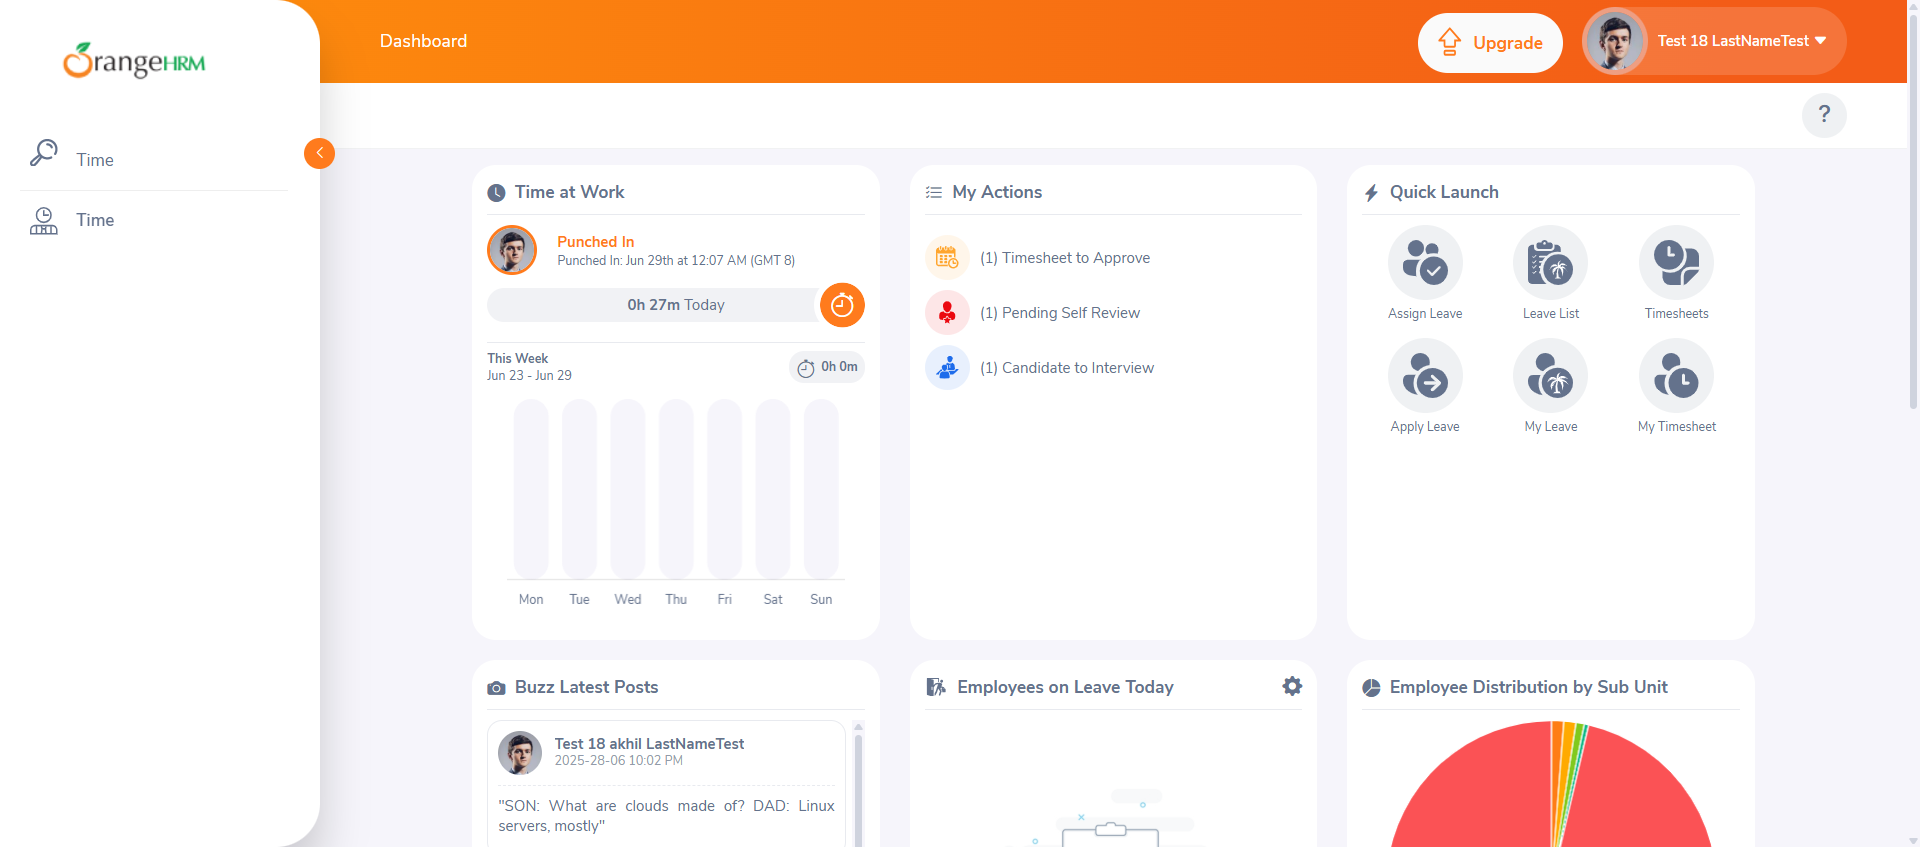 OrangeHRM
Time
Time
Dashboard
Upgrade
Test 18 LastNameTest
?
Time at Work
Punched In
Punched In: Jun 29th at 12:07 AM (GMT 8)
0h 27m Today
This Week
Jun 23 - Jun 29
0h 0m
Mon Tue Wed Thu Fri Sat Sun
My Actions
(1) Timesheet to Approve
(1) Pending Self Review
(1) Candidate to Interview
Quick Launch
Assign Leave
Leave List
Timesheets
Apply Leave
My Leave
My Timesheet
Buzz Latest Posts
Test 18 akhil LastNameTest
2025-28-06 10:02 PM
"SON: What are clouds made of? DAD: Linux
servers, mostly"
Employees on Leave Today
Employee Distribution by Sub Unit